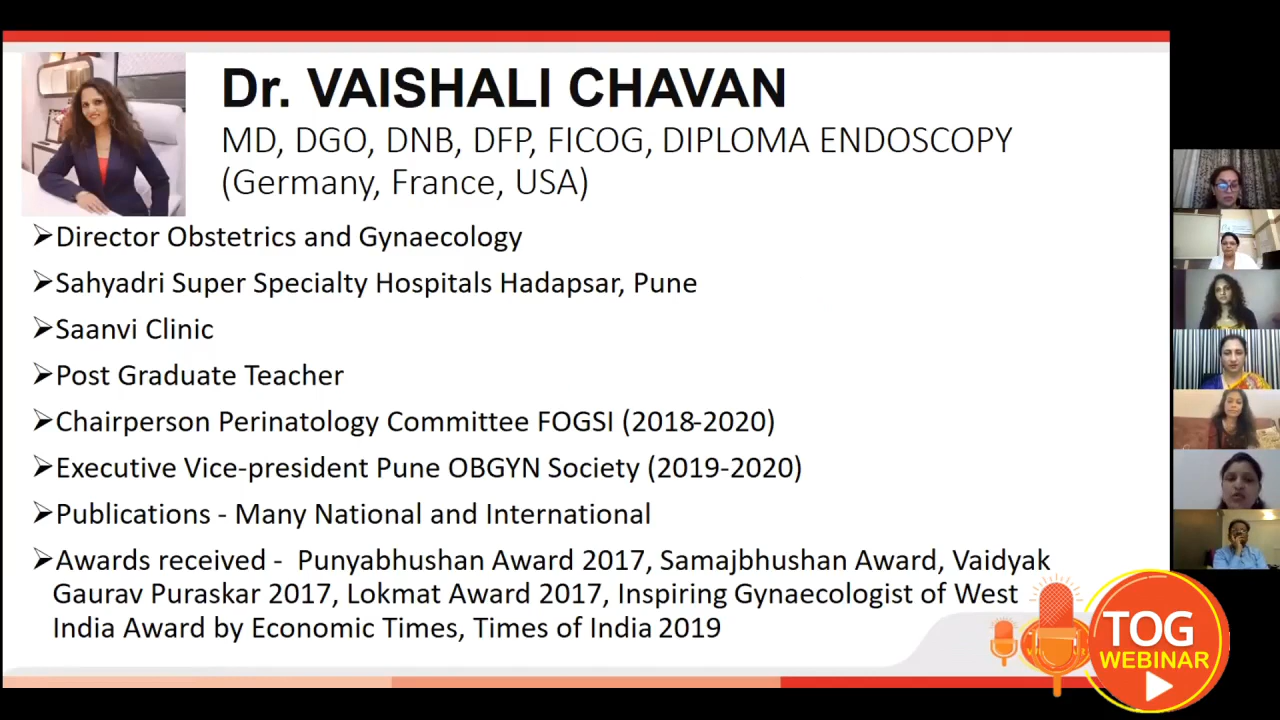 Dr. VAISHALI CHAVAN
MD, DGO, DNB, DFP, FICOG, DIPLOMA ENDOSCOPY
(Germany, France, USA)
➢Director Obstetrics and Gynaecology
➢Sahyadri Super Specialty Hospitals Hadapsar, Pune
➢Saanvi Clinic
➢Post Graduate Teacher
➢Chairperson Perinatology Committee FOGSI (2018-2020)
➢Executive Vice-president Pune OBGYN Society (2019-2020)
➢Publications - Many National and International
➢Awards received - Punyabhushan Award 2017, Samajbhushan Award, Vaidyak
Gaurav Puraskar 2017, Lokmat Award 2017, Inspiring Gynaecologist of West
India Award by Economic Times, Times of India 2019
TOG
WEBINAR